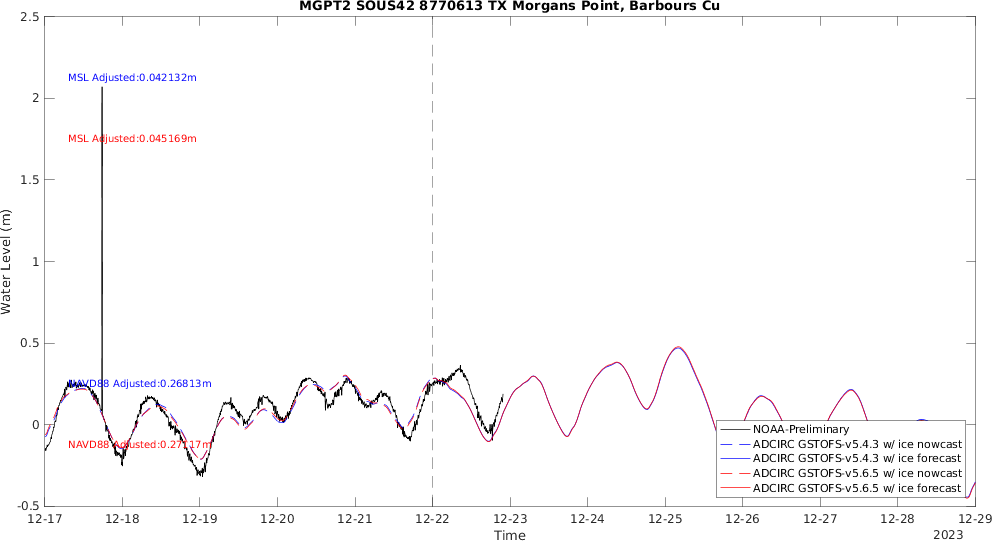 MGPT2 SOUS42 8770613 TX Morgans Point, Barbours Cu
2.5
2
1.5
1
0.5
0
-0.5
Water Level (m)
MSL Adjusted:0.042132m
MSL Adjusted:0.045169m
NAVD88 Adjusted:0.26813m
NAVD88 Adjusted:0.27117m
NOAA-Preliminary
ADCIRC GSTOFS-v5.4.3 w/ ice nowcast
ADCIRC GSTOFS-v5.4.3 w/ ice forecast
ADCIRC GSTOFS-v5.6.5 w/ ice nowcast
ADCIRC GSTOFS-v5.6.5 w/ ice forecast
12-17 12-18 12-19 12-20 12-21 12-22 12-23 12-24 12-25 12-26 12-27 12-28 12-29
Time
2023